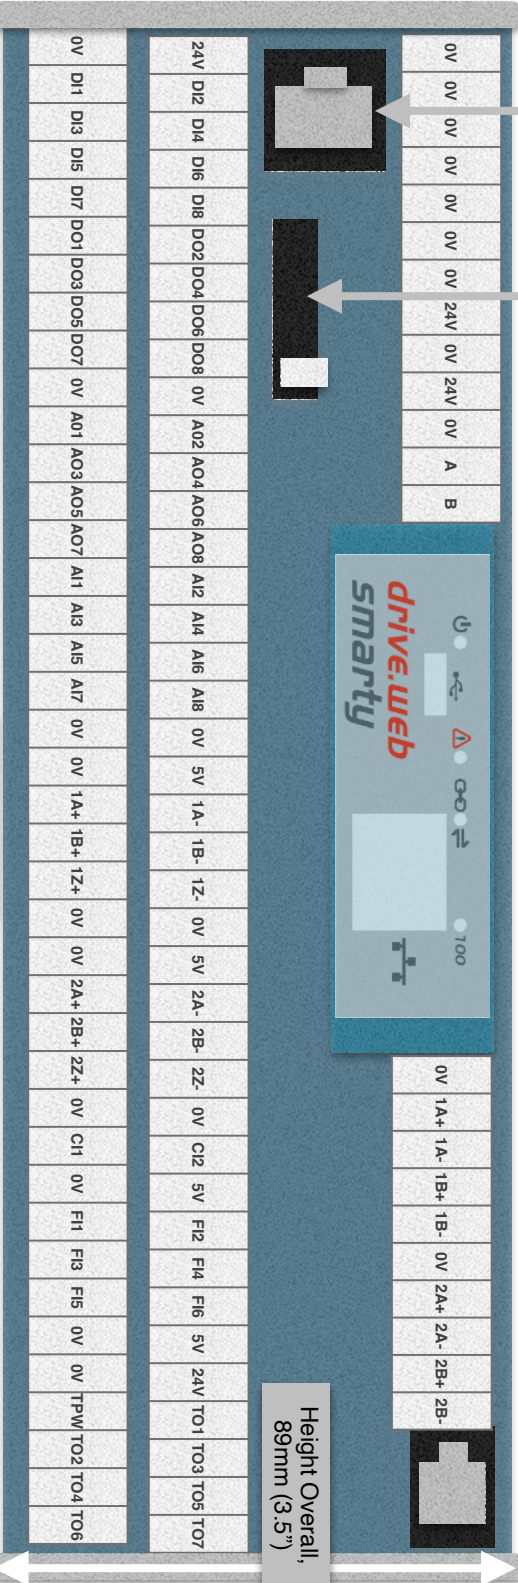 0V
DI1
DI3
DI5
DI7
DO1
DO3
DO5
DO7
0V
A01
AO3
AO5
AO7
AI1
AI3
AI5
AI7
0V
0V
1A+
1B+
1Z+
0V
0V
2A+
2B+
2Z+
0V
CI1
0V
FI1
FI3
FI5
0V
0V
TPW
TO2
TO4
TO6
24V
DI2
DI4
DI6
DI8
DO2
DO4
DO6
DO8
0V
A02
AO4
AO6
AO8
AI2
AI4
AI6
AI8
0V
5V
1A-
1B-
1Z-
0V
5V
2A-
2B-
2Z-
0V
CI2
5V
FI2
FI4
FI6
5V
24V
TO1
TO3
TO5
TO7
0V
0V
0V
0V
0V
0V
0V
24V
0V
24V
0V
A
B
drive.web
smarty
100
0V
1A+
1A-
1B+
1B-
0V
2A+
2A-
2B+
2B-
Height Overall,
89mm (3.5”)